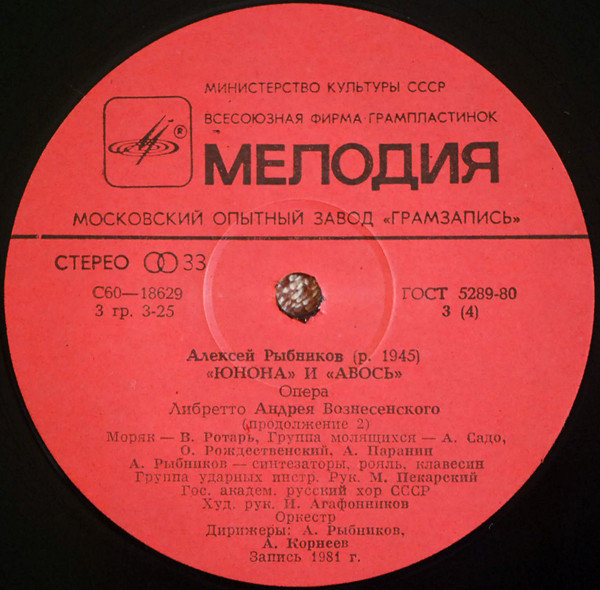 МИНИСТЕРСТВО КУЛЬТУРЫ СССР
ВСЕСОЮЗНАЯ ФИРМА ГРАМПЛАСТИНОК
®
МЕЛОДИЯ
МОСКОВСКИЙ ОПЫТНЫЙ ЗАВОД «ГРАМЗАПИСЬ»
СТЕРЕО 33
С60—18629 ГОСТ 5289-80
3 гр. 3-25 3 (4)
Алексей Рыбников (р. 1945)
«ЮНОНА» И «АВОСЬ»
Опера
Либретто Андрея Вознесенского
(продолжение 2)
Моряк — В. Ротарь, Группа молящихся — А. Садо,
О. Рождественский, А. Паранин
А. Рыбников — синтезаторы, рояль, клавесин
Группа ударных инстр. Рук. М. Пекарский
Гос. академ. русский хор СССР
Худ. рук. И. Агафонников
Оркестр
Дирижеры: А. Рыбников,
А. Корнеев
Запись 1981 г.